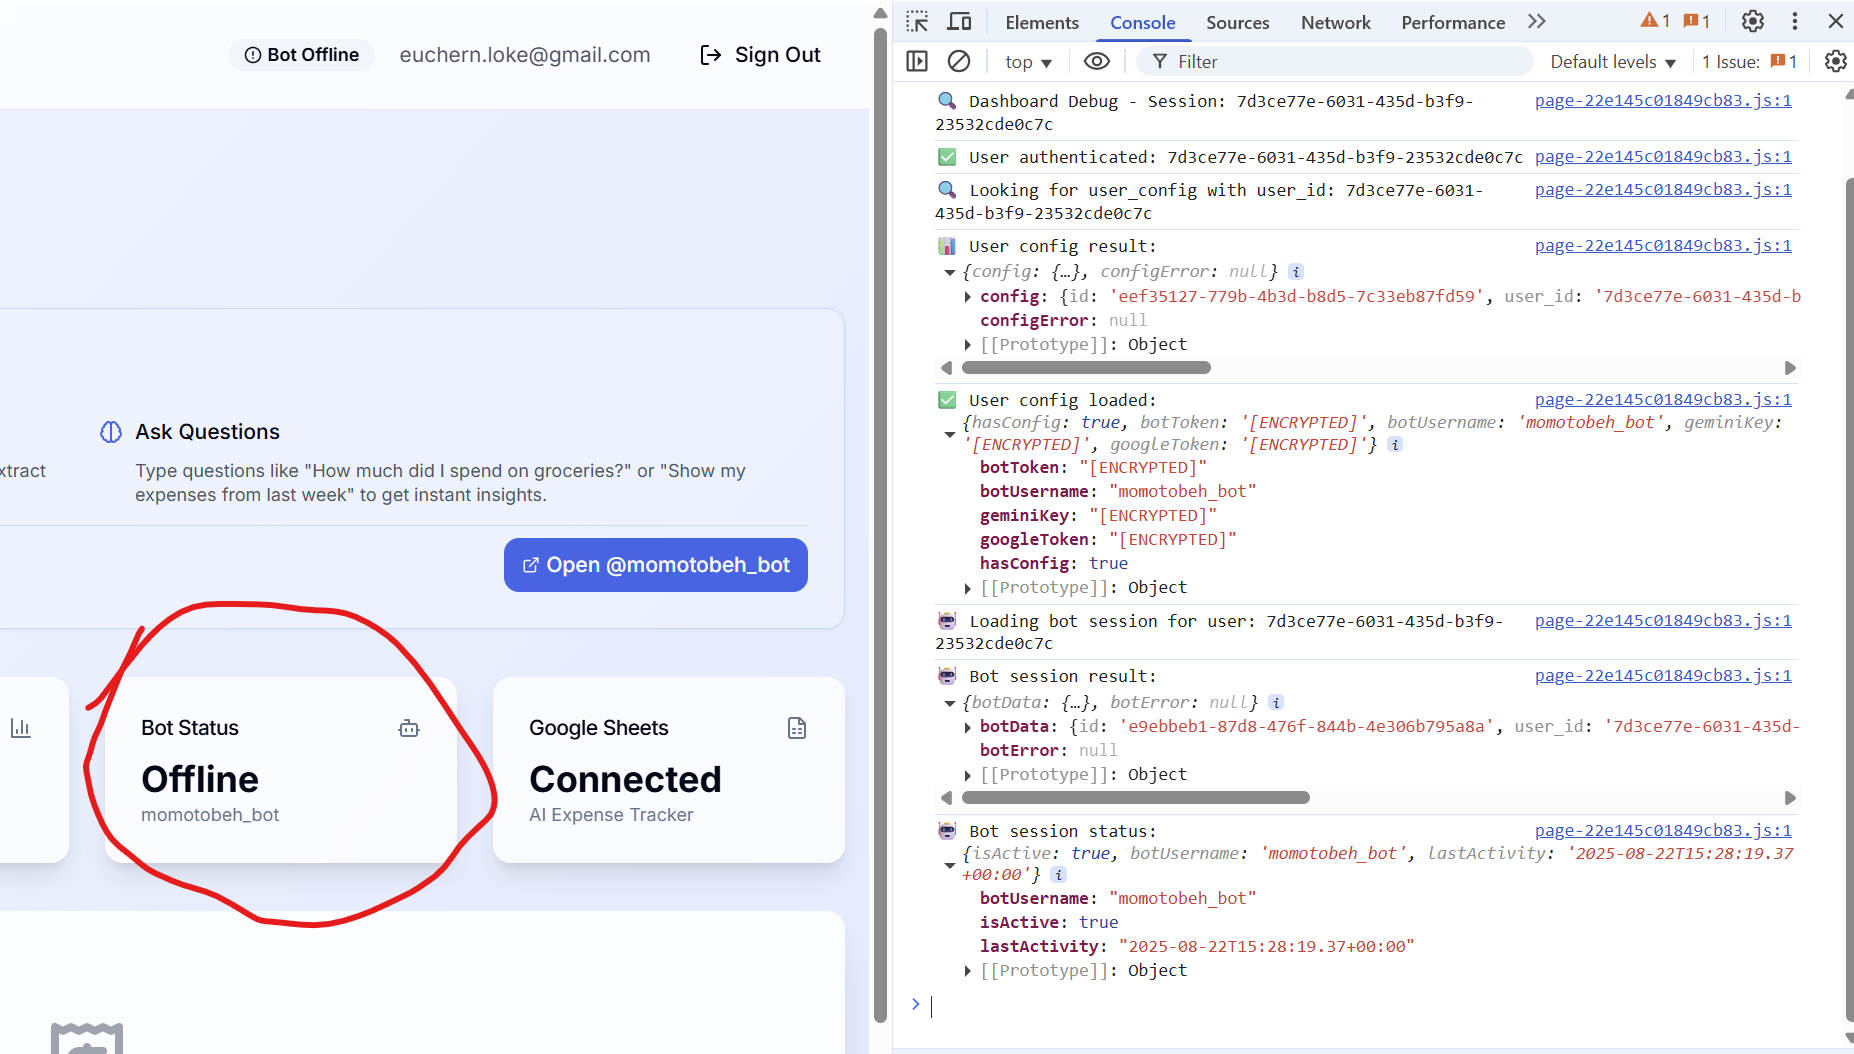 Bot Offline
euchern.loke@gmail.com
Sign Out
xtract
Ask Questions
Type questions like "How much did I spend on groceries?" or "Show my
expenses from last week" to get instant insights.
Open @momotobeh_bot
Bot Status
Offline
momotobeh_bot
Google Sheets
Connected
AI Expense Tracker
Elements
Console
Sources
Network
Performance
1
1
top
Filter
Default levels
1 Issue: 1
Dashboard Debug - Session: 7d3ce77e-6031-435d-b3f9- page-22e145c01849cb83.js:1
23532cde0c7c
User authenticated: 7d3ce77e-6031-435d-b3f9-23532cde0c7c page-22e145c01849cb83.js:1
Looking for user_config with user_id: 7d3ce77e-6031- page-22e145c01849cb83.js:1
435d-b3f9-23532cde0c7c
User config result: page-22e145c01849cb83.js:1
{config: {…}, configError: null} i
config: {id: 'eef35127-779b-4b3d-b8d5-7c33eb87fd59', user_id: '7d3ce77e-6031-435d-b
configError: null
[[Prototype]]: Object
User config loaded: page-22e145c01849cb83.js:1
{hasConfig: true, botToken: '[ENCRYPTED]', botUsername: 'momotobeh_bot', geminiKey:
'[ENCRYPTED]', googleToken: '[ENCRYPTED]'} i
botToken: "[ENCRYPTED]"
botUsername: "momotobeh_bot"
geminiKey: "[ENCRYPTED]"
googleToken: "[ENCRYPTED]"
hasConfig: true
[[Prototype]]: Object
Loading bot session for user: 7d3ce77e-6031-435d-b3f9- page-22e145c01849cb83.js:1
23532cde0c7c
Bot session result: page-22e145c01849cb83.js:1
{botData: {…}, botError: null} i
botData: {id: 'e9ebbeb1-87d8-476f-844b-4e306b795a8a', user_id: '7d3ce77e-6031-435d-
botError: null
[[Prototype]]: Object
Bot session status: page-22e145c01849cb83.js:1
{isActive: true, botUsername: 'momotobeh_bot', lastActivity: '2025-08-22T15:28:19.37
+00:00'} i
botUsername: "momotobeh_bot"
isActive: true
lastActivity: "2025-08-22T15:28:19.37+00:00"
[[Prototype]]: Object